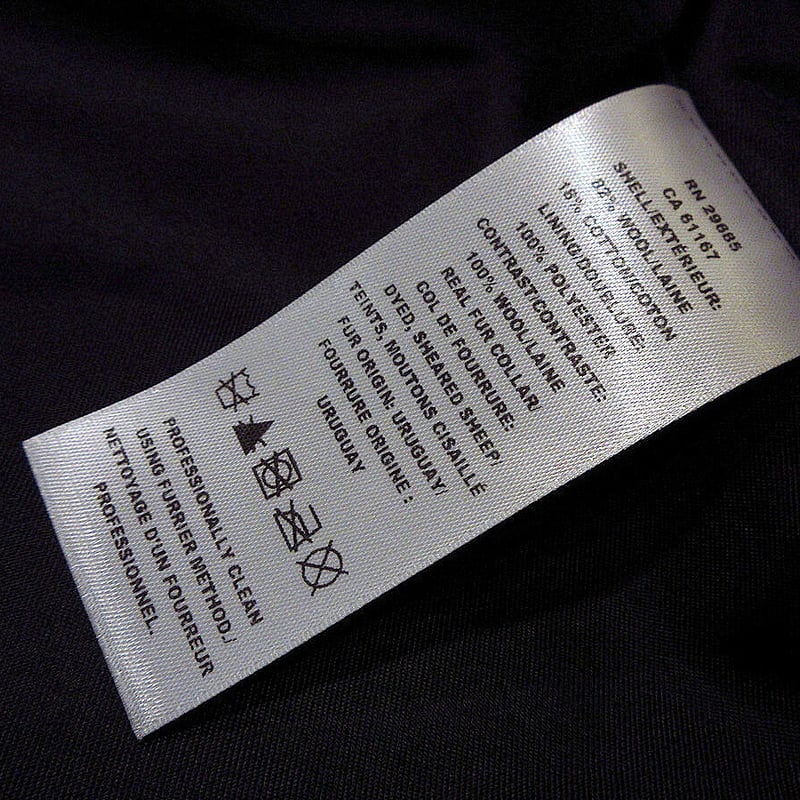 RN 29685
CA 61167
SHELL/EXTÉRIEUR:
82% WOOL/LAINE
18% COTTON/COTON
LINING/DOUBLURE:
100% POLYESTER
CONTRAST/CONTRASTE:
100% WOOL/LAINE
REAL FUR COLLAR/
COL DE FOURRURE:
DYED, SHEARED SHEEP/
TEINTS, MOUTONS CISAILLÉ
FUR ORIGIN: URUGUAY/
FOURRURE ORIGINE :
URUGUAY
PROFESSIONALLY CLEAN
USING FURRIER METHOD./
NETTOYAGE D'UN FOURREUR
PROFESSIONNEL.